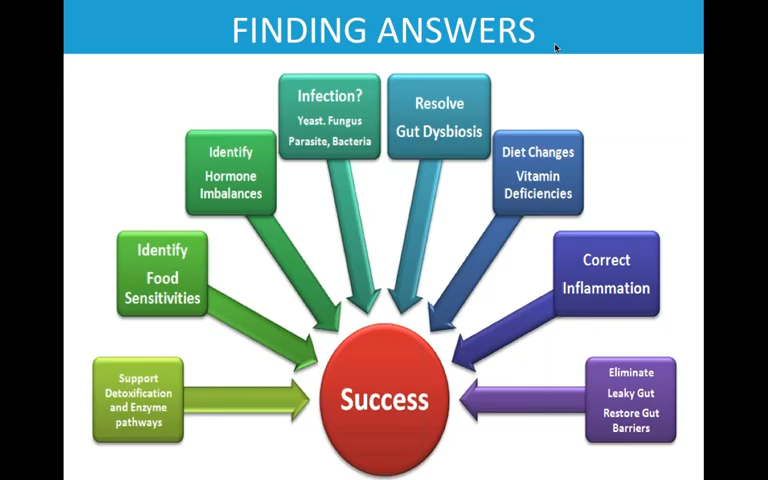 FINDING ANSWERS
Infection?
Yeast. Fungus
Parasite, Bacteria
Resolve
Gut Dysbiosis
Identify
Hormone
Imbalances
Diet Changes
Vitamin
Deficiencies
Identify
Food
Sensitivities
Correct
Inflammation
Support
Detoxification
and Enzyme
pathways
Success
Eliminate
Leaky Gut
Restore Gut
Barriers